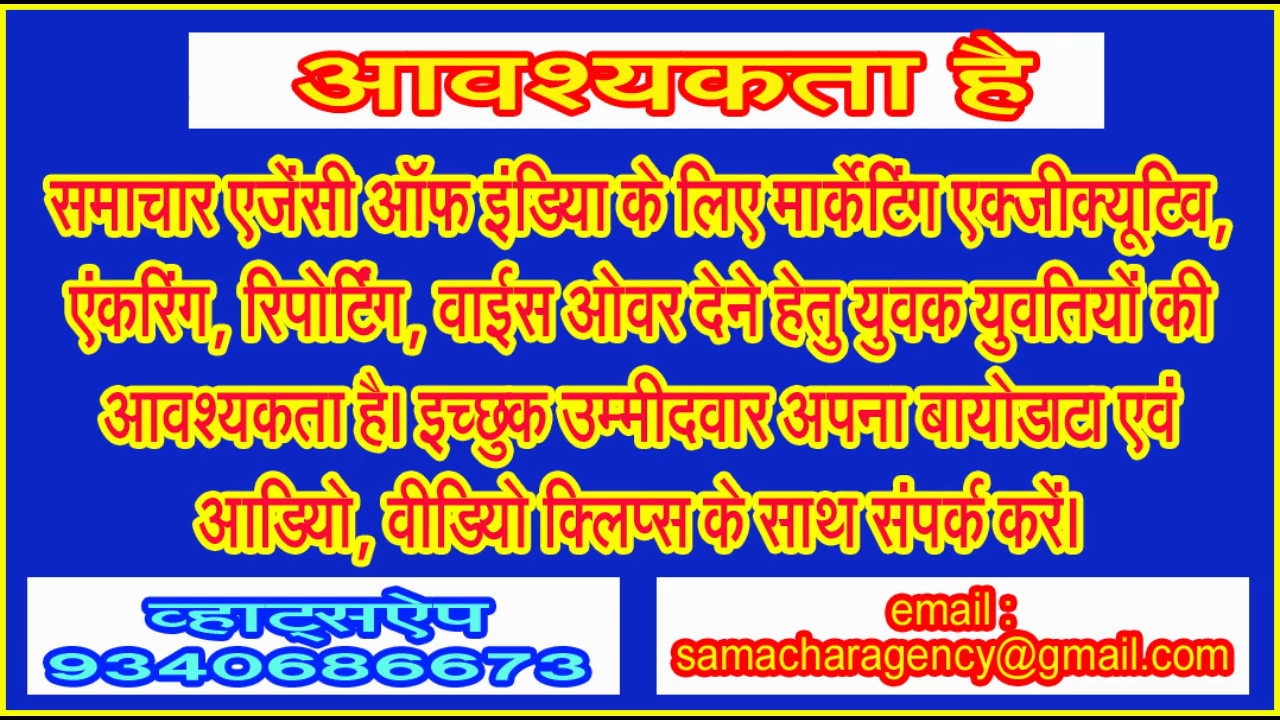 आवश्यकता है
समाचार एजेंसी ऑफ इंडिया के लिए मार्केटिंग एक्जीक्यूटिव,
एंकरिंग, रिपोर्टिंग, वाईस ओवर देने हेतु युवक युवतियों की
आवश्यकता है। इच्छुक उम्मीदवार अपना बायोडाटा एवं
आडियो, वीडियो क्लिप्स के साथ संपर्क करें।
व्हाट्सऐप
9340686673
email :
samacharagency@gmail.com